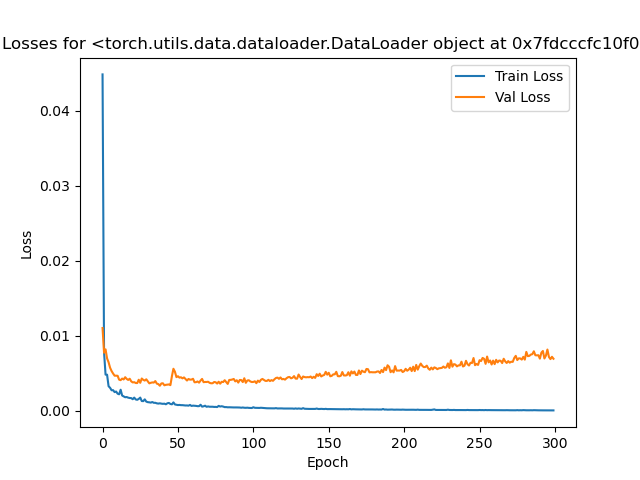 Losses for <torch.utils.data.dataloader.DataLoader object at 0x7fdcccfc10f0
Train Loss
Val Loss
0.04
0.03
0.02
0.01
0.00
Loss
0
50
100
150
200
250
300
Epoch